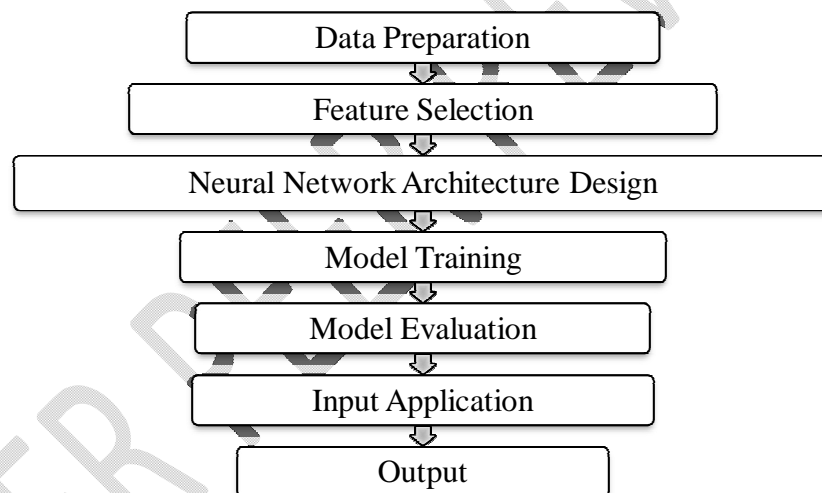 Data Preparation
Feature Selection
Neural Network Architecture Design
Model Training
Model Evaluation
Input Application
Output